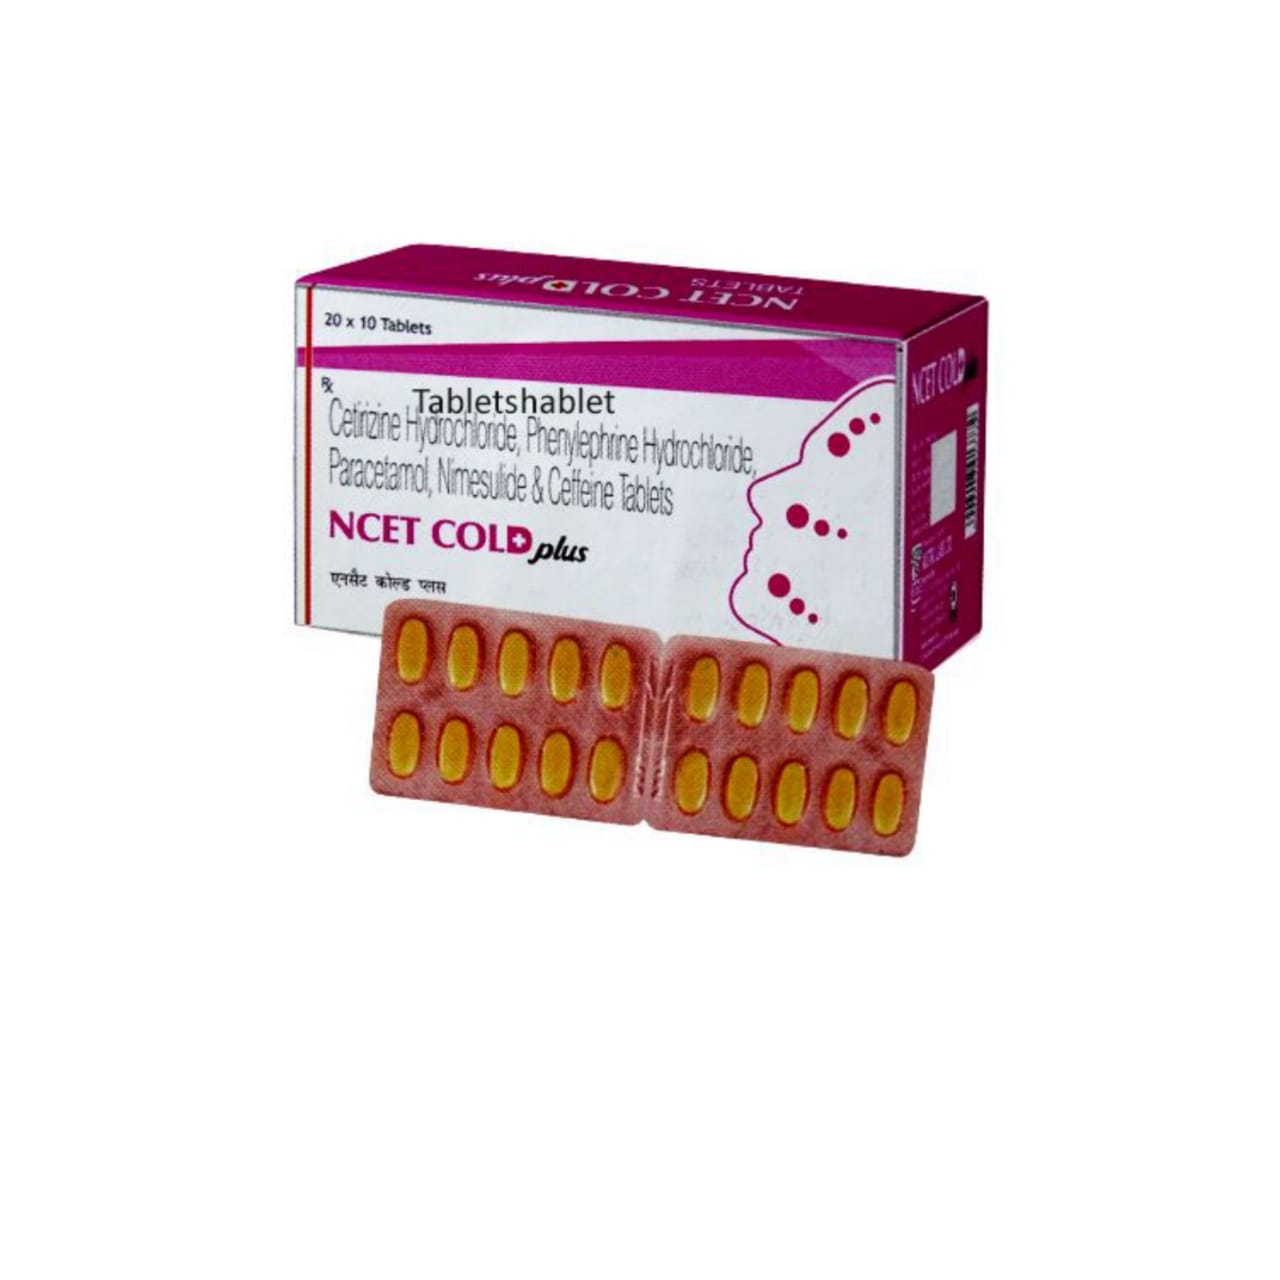 NCET COLD plus
TABLETS
20 x 10 Tablets
Rx
Tabletshablet
Cetirizine Hydrochloride, Phenylephrine Hydrochloride,
Paracetamol, Nimesulide & Ceffeine Tablets
NCET COLD plus
एनसैट कोल्ड प्लस
NCET COLD